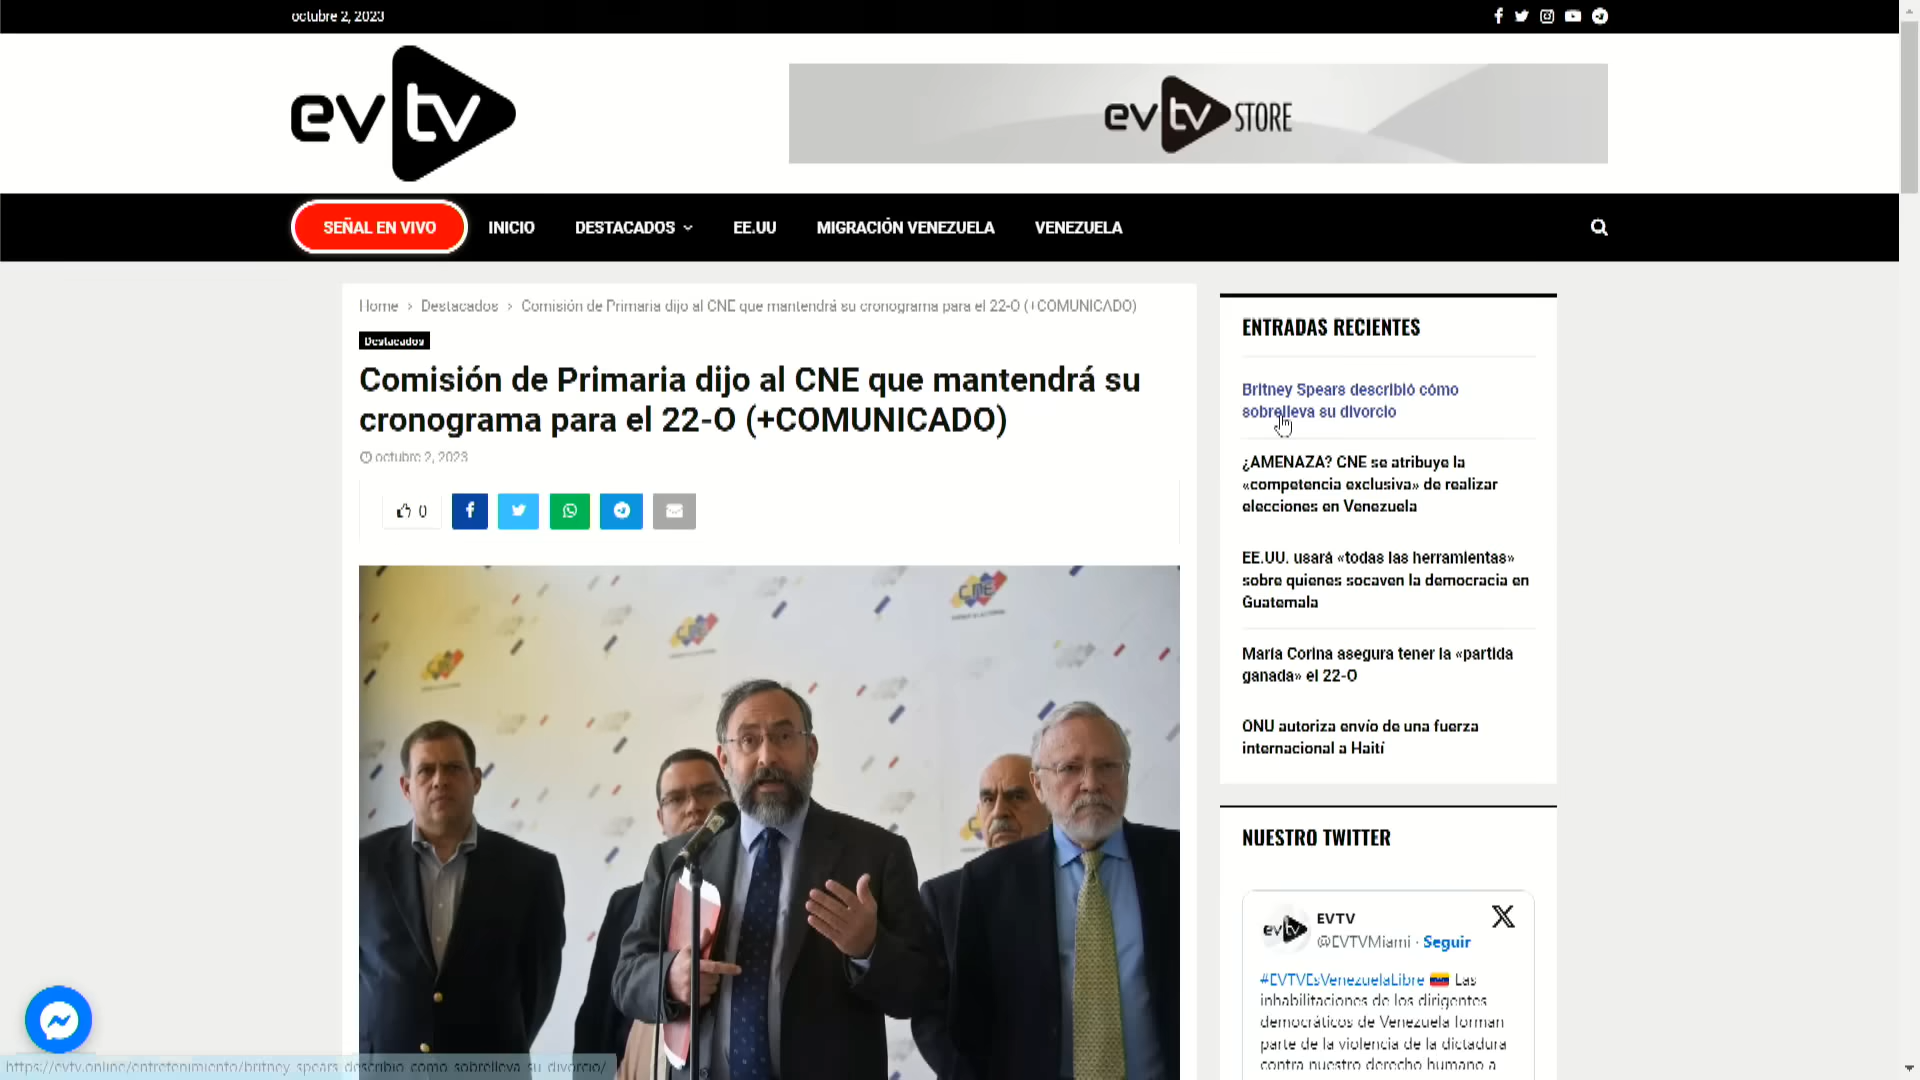 octubre 2, 2023
evtv
evtv STORE
SEÑAL EN VIVO
INICIO
DESTACADOS
EE.UU
MIGRACIÓN VENEZUELA
VENEZUELA
Home > Destacados > Comisión de Primaria dijo al CNE que mantendrá su cronograma para el 22-O (+COMUNICADO)
Destacados
Comisión de Primaria dijo al CNE que mantendrá su
cronograma para el 22-O (+COMUNICADO)
octubre 2, 2023
0
CNE
ENTRADAS RECIENTES
Britney Spears describió cómo
sobrelleva su divorcio
¿AMENAZA? CNE se atribuye la
«competencia exclusiva» de realizar
elecciones en Venezuela
EE.UU. usará «todas las herramientas»
sobre quienes socaven la democracia en
Guatemala
María Corina asegura tener la «partida
ganada» el 22-O
ONU autoriza envío de una fuerza
internacional a Haití
NUESTRO TWITTER
evtv
EVTV
@EVTVMiami · Seguir
#EVTVEsVenezuelaLibre Las
inhabilitaciones de los dirigentes
democráticos de Venezuela forman
parte de la violencia de la dictadura
contra nuestro derecho humano a
https://evtv.online/entretenimiento/britney-spears-describio-como-sobrelleva-su-divorcio/